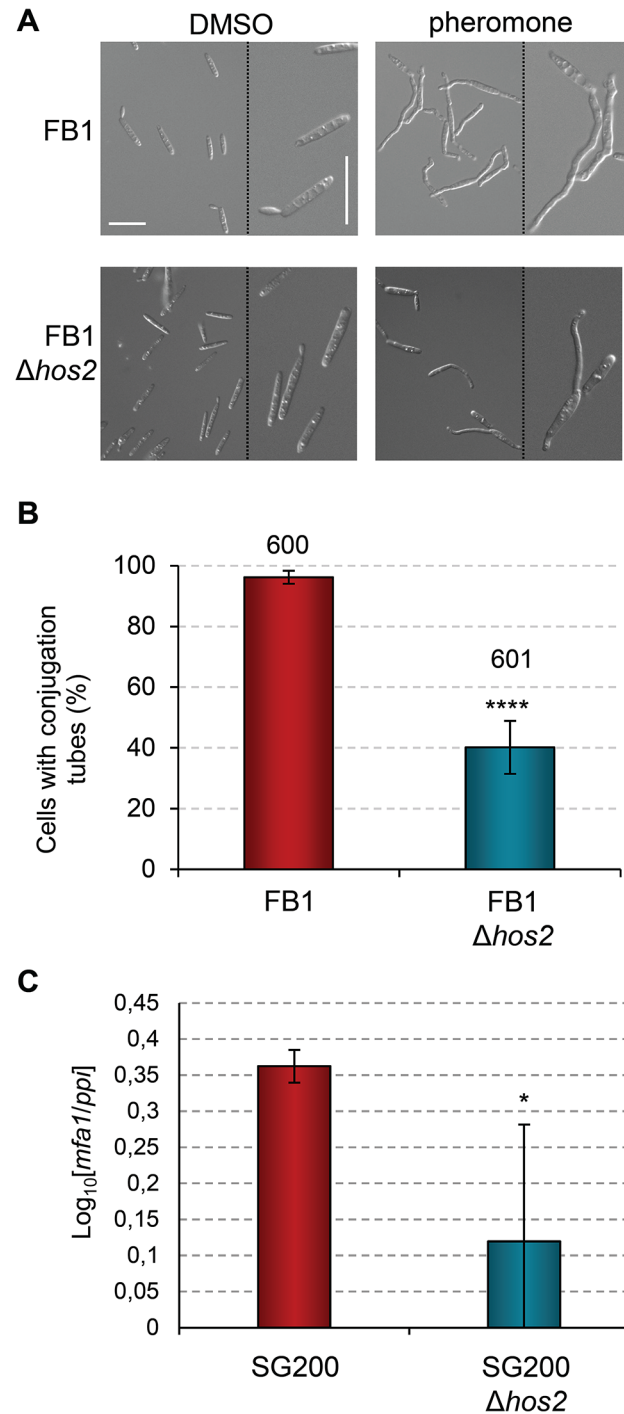 A
DMSO
pheromone
FB1
FB1
Δhos2
B
Cells with conjugation
tubes (%)
100
80
60
40
20
0
600
601
****
FB1
FB1
Δhos2
C
Log10[mfa1/ppi]
0,45
0,4
0,35
0,3
0,25
0,2
0,15
0,1
0,05
0
*
SG200
SG200
Δhos2